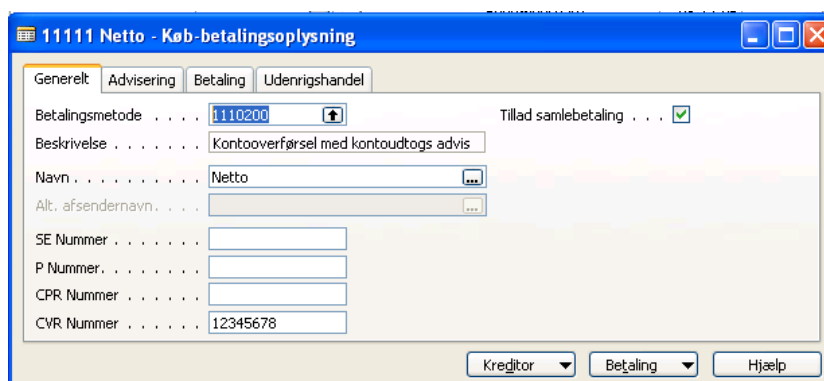 11111 Netto - Køb-betalingsoplysning
Generelt Advisering Betaling Udenrigshandel
Betalingsmetode . . . . 1110200 Tillad samlebetaling . . .
Beskrivelse . . . . . . . Kontooverførsel med kontoudtogs advis
Navn . . . . . . . . . . Netto ...
Alt. afsendernavn. . . . ...
SE Nummer . . . . . . .
P Nummer. . . . . . . .
CPR Nummer . . . . . .
CVR Nummer . . . . . . 12345678
Kreditor Betaling Hjælp